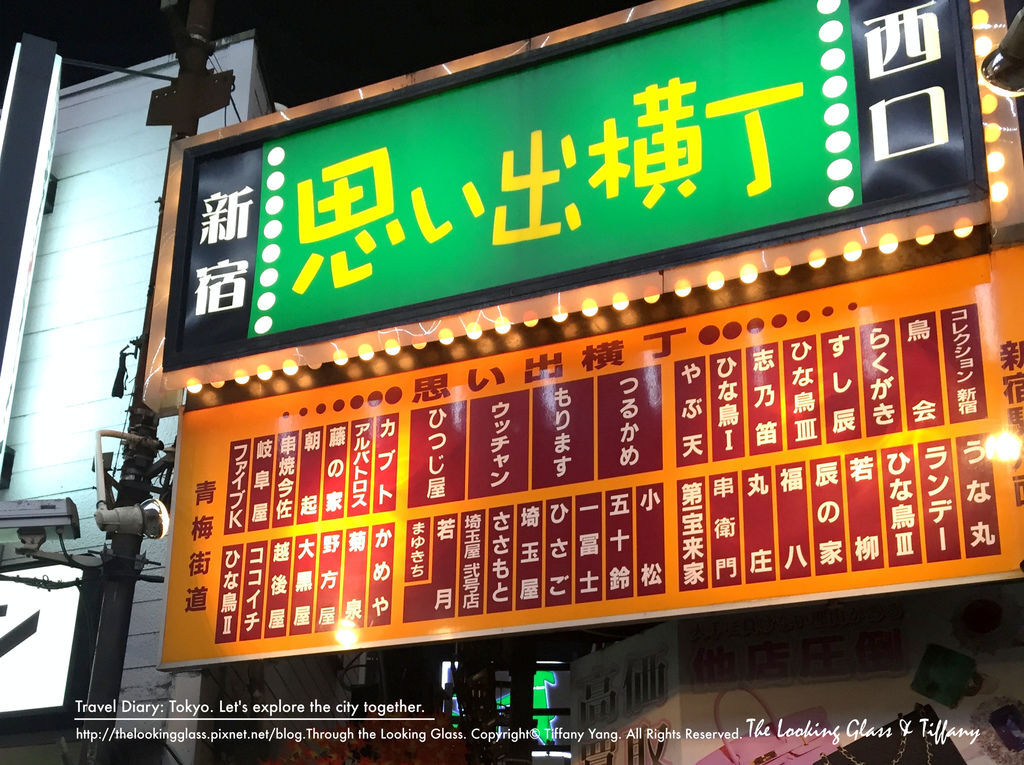 新宿
思い出横丁
西口
思い出横丁
青梅街道
ファイブK
岐阜屋
串焼今佐
朝起
藤の家
アルバトロス
カブト
ひつじ屋
ウッチャン
もります
つるかめ
やぶ天
ひな鳥Ⅰ
志乃笛
ひな鳥Ⅲ
すし辰
らくがき
鳥会
コレクション新宿
ひな鳥Ⅱ
ココイチ
越後屋
大黒屋
野方屋
菊泉
かめや
まゆきち
若月
埼玉屋 弐号店
ささもと
埼玉屋
ひさご
一冨士
五十鈴
小松
第二宝来家
串衛門
丸庄
福八
辰の家
若柳
ひな鳥Ⅲ
ランデー
うな丸
高価
買取
他店圧倒
Travel Diary: Tokyo. Let's explore the city together.
http://thelookingglass.pixnet.net/blog.Through the Looking Glass. Copyright© Tiffany Yang. All Rights Reserved.
The Looking Glass & Tiffany